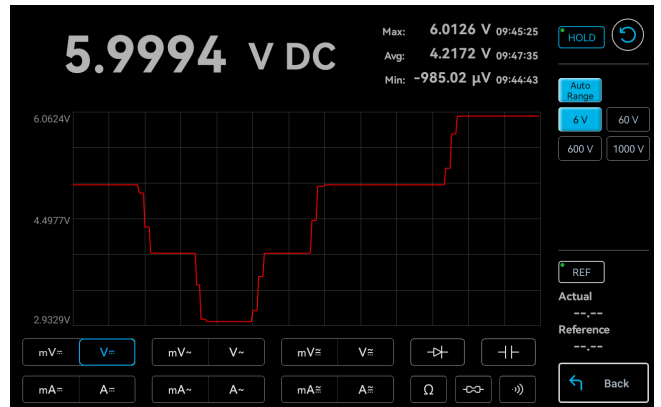 5.9994 V DC
Max: 6.0126 V 09:45:25
Avg: 4.2172 V 09:47:35
Min: -985.02 µV 09:44:43
HOLD
Auto Range
6 V 60 V
600 V 1000 V
6.0624V
4.4977V
2.9329V
REF
Actual
--.--
Reference
--.--
mV⎓ V⎓ mV~ V~ mV≅ V≅
mA⎓ A⎓ mA~ A~ mA≅ A≅ Ω
Back